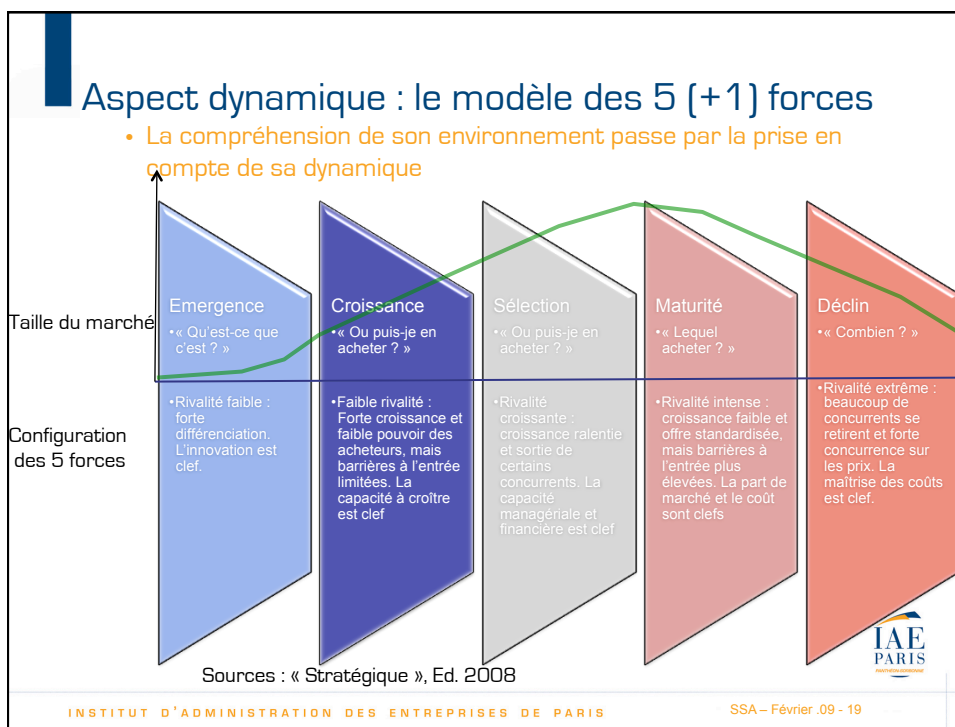 Aspect dynamique : le modèle des 5 (+1) forces
• La compréhension de son environnement passe par la prise en
compte de sa dynamique
Taille du marché
Configuration
des 5 forces
Emergence
•« Qu'est-ce que
c'est ? »
•Rivalité faible :
forte
différenciation.
L'innovation est
clef.
Croissance
•« Ou puis-je en
acheter ? »
•Faible rivalité :
Forte croissance et
faible pouvoir des
acheteurs, mais
barrières à l'entrée
limitées. La
capacité à croître
est clef
Sélection
•« Ou puis-je en
acheter ? »
•Rivalité
croissante :
croissance ralentie
et sortie de
certains
concurrents. La
capacité
managériale et
financière est clef
Maturité
•« Lequel
acheter ? »
•Rivalité intense :
croissance faible et
offre standardisée,
mais barrières à
l'entrée plus
élevées. La part de
marché et le coût
sont clefs
Déclin
•« Combien ? »
•Rivalité extrême :
beaucoup de
concurrents se
retirent et forte
concurrence sur
les prix. La
maîtrise des coûts
est clef.
Sources : « Stratégique », Ed. 2008
IAE
PARIS
PANTHÉON-SORBONNE
INSTITUT D'ADMINISTRATION DES ENTREPRISES DE PARIS
SSA – Février .09 - 19